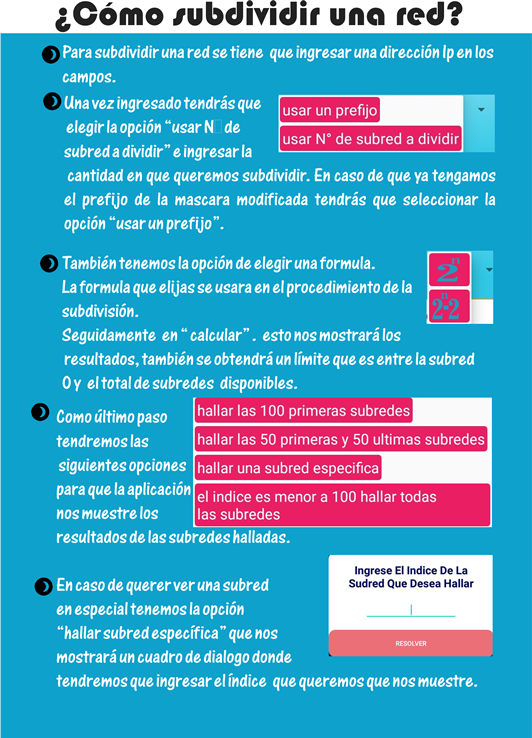 ¿Cómo subdividir una red?
Para subdividir una red se tiene que ingresar una dirección Ip en los
campos.
Una vez ingresado tendrás que
elegir la opción “usar N□ de
subred a dividir” e ingresar la
cantidad en que queremos subdividir. En caso de que ya tengamos
el prefijo de la mascara modificada tendrás que seleccionar la
opción “usar un prefijo”.
usar un prefijo
usar N° de subred a dividir
También tenemos la opción de elegir una formula.
La formula que elijas se usara en el procedimiento de la
subdivisión.
Seguidamente en “ calcular” . esto nos mostrará los
resultados, también se obtendrá un límite que es entre la subred
0 y el total de subredes disponibles.
2ⁿ
2ⁿ-2
Como último paso
tendremos las
siguientes opciones
para que la aplicación
nos muestre los
resultados de las subredes halladas.
hallar las 100 primeras subredes
hallar las 50 primeras y 50 ultimas subredes
hallar una subred especifica
el indice es menor a 100 hallar todas
las subredes
En caso de querer ver una subred
en especial tenemos la opción
“hallar subred específica” que nos
mostrará un cuadro de dialogo donde
tendremos que ingresar el índice que queremos que nos muestre.
Ingrese El Indice De La
Sudred Que Desea Hallar
RESOLVER